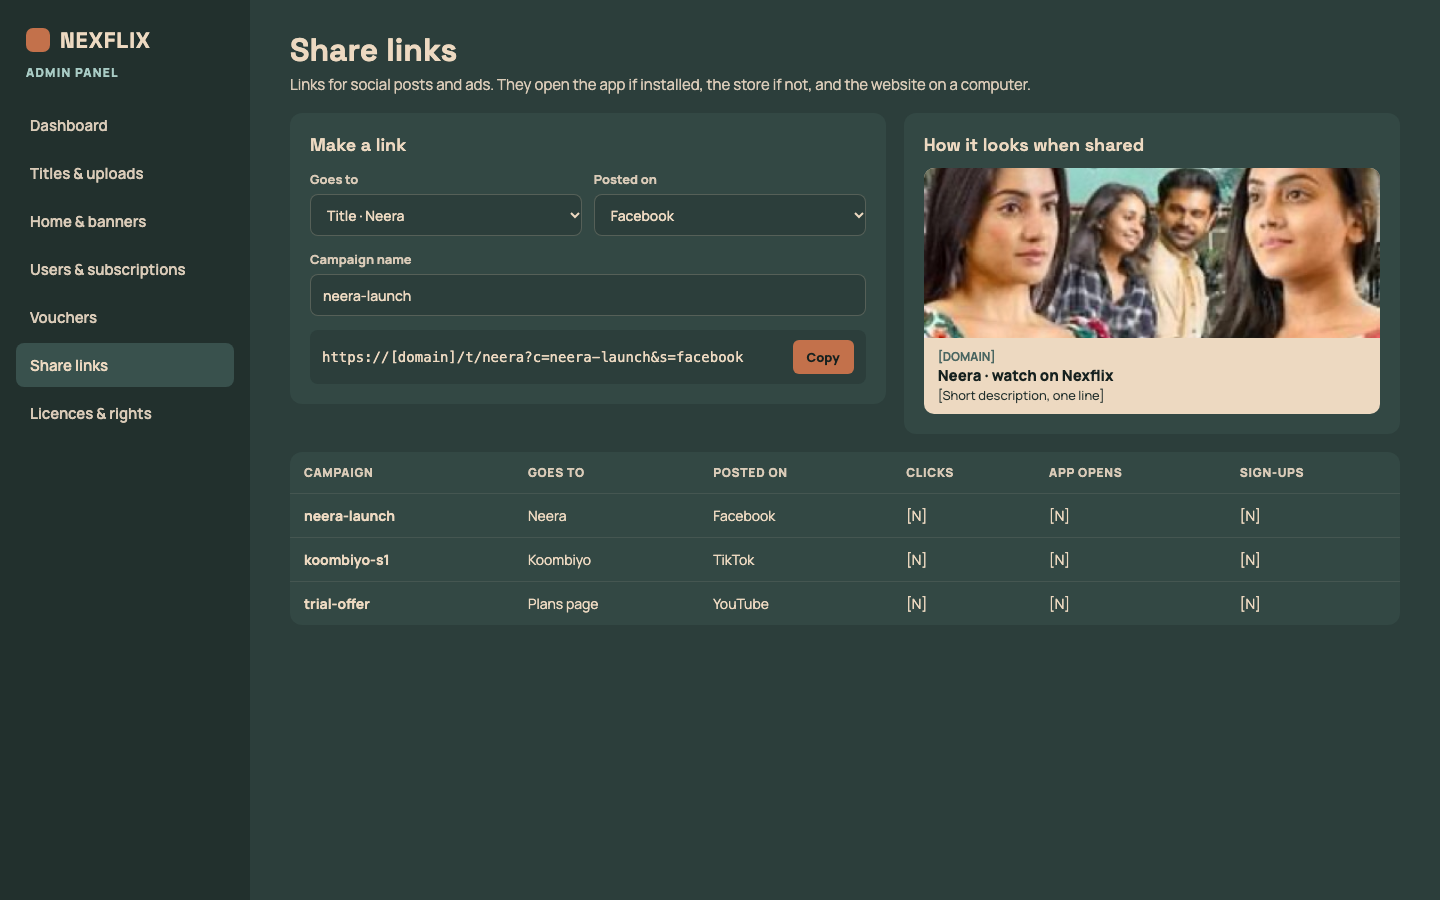 NEXFLIX
ADMIN PANEL
Dashboard
Titles & uploads
Home & banners
Users & subscriptions
Vouchers
Share links
Licences & rights
Share links
Links for social posts and ads. They open the app if installed, the store if not, and the website on a computer.
Make a link
Goes to
Posted on
Title · Neera
Facebook
Campaign name
neera-launch
https://[domain]/t/neera?c=neera-launch&s=facebook
Copy
How it looks when shared
[DOMAIN]
Neera · watch on Nexflix
[Short description, one line]
CAMPAIGN GOES TO POSTED ON CLICKS APP OPENS SIGN-UPS
neera-launch Neera Facebook [N] [N] [N]
koombiyo-s1 Koombiyo TikTok [N] [N] [N]
trial-offer Plans page YouTube [N] [N] [N]